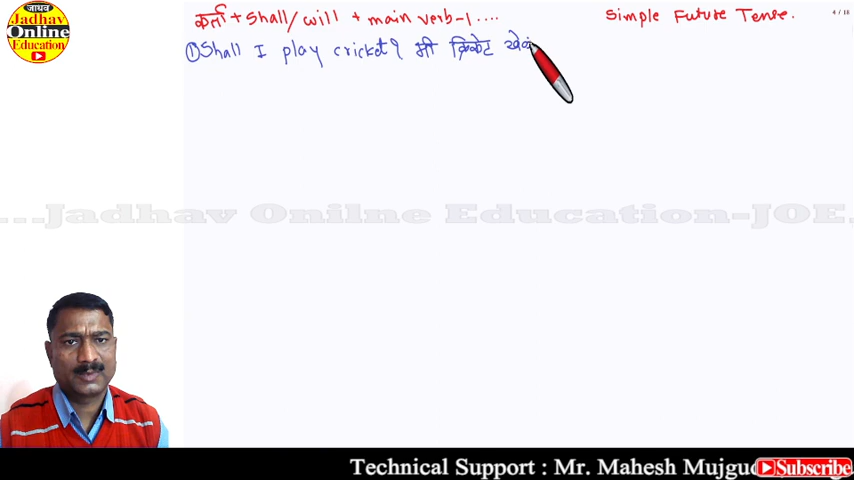 जाधव
Jadhav
Online
Education
कर्ता + shall/will + main verb-1 ....
Simple Future Tense.
4 / 18
① Shall I play cricket? मी क्रिकेट
...Jadhav Onilne Education-JOE.
Technical Support : Mr. Mahesh Mujgu
Subscribe